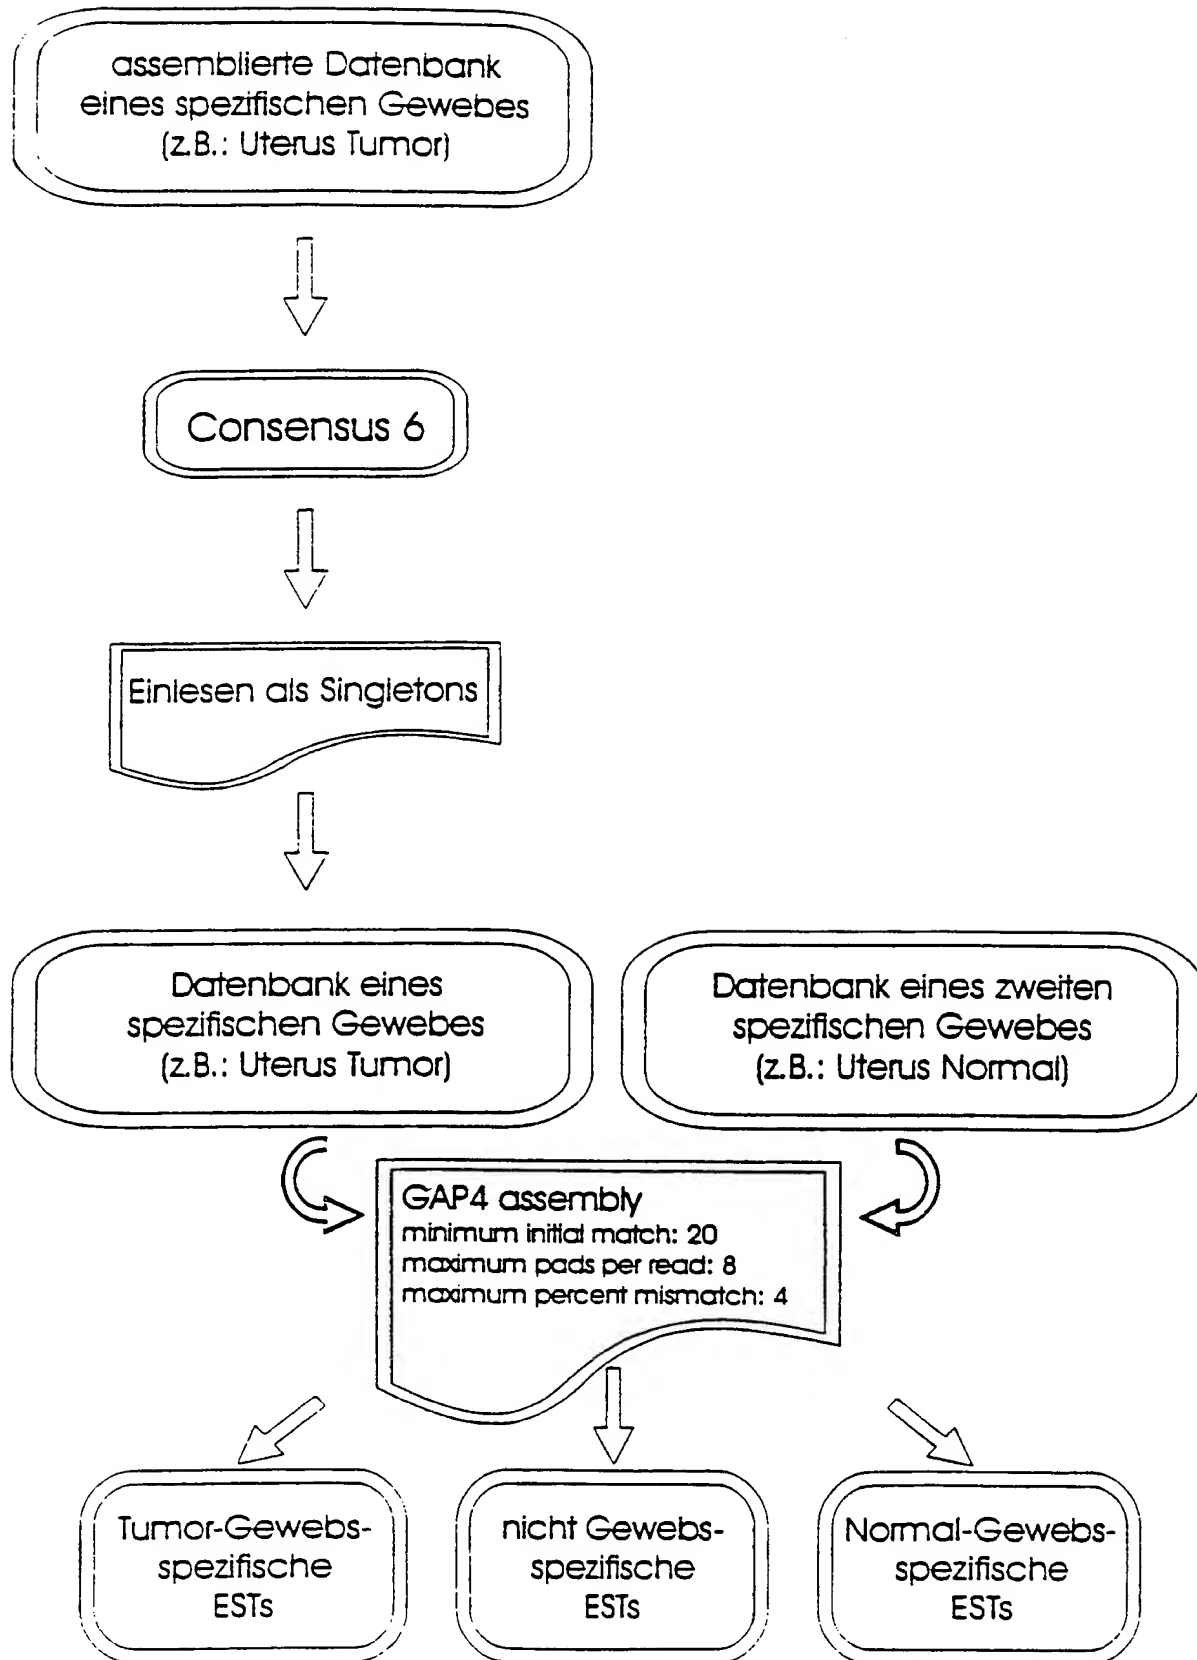 assemblierte Datenbank
eines spezifischen Gewebes
(z.B.: Uterus Tumor)
Consensus 6
Einlesen als Singletons
Datenbank eines
spezifischen Gewebes
(z.B.: Uterus Tumor)
Datenbank eines zweiten
spezifischen Gewebes
(z.B.: Uterus Normal)
GAP4 assembly
minimum initial match: 20
maximum pads per read: 8
maximum percent mismatch: 4
Tumor-Gewebs-
spezifische
ESTs
nicht Gewebs-
spezifische
ESTs
Normal-Gewebs-
spezifische
ESTs